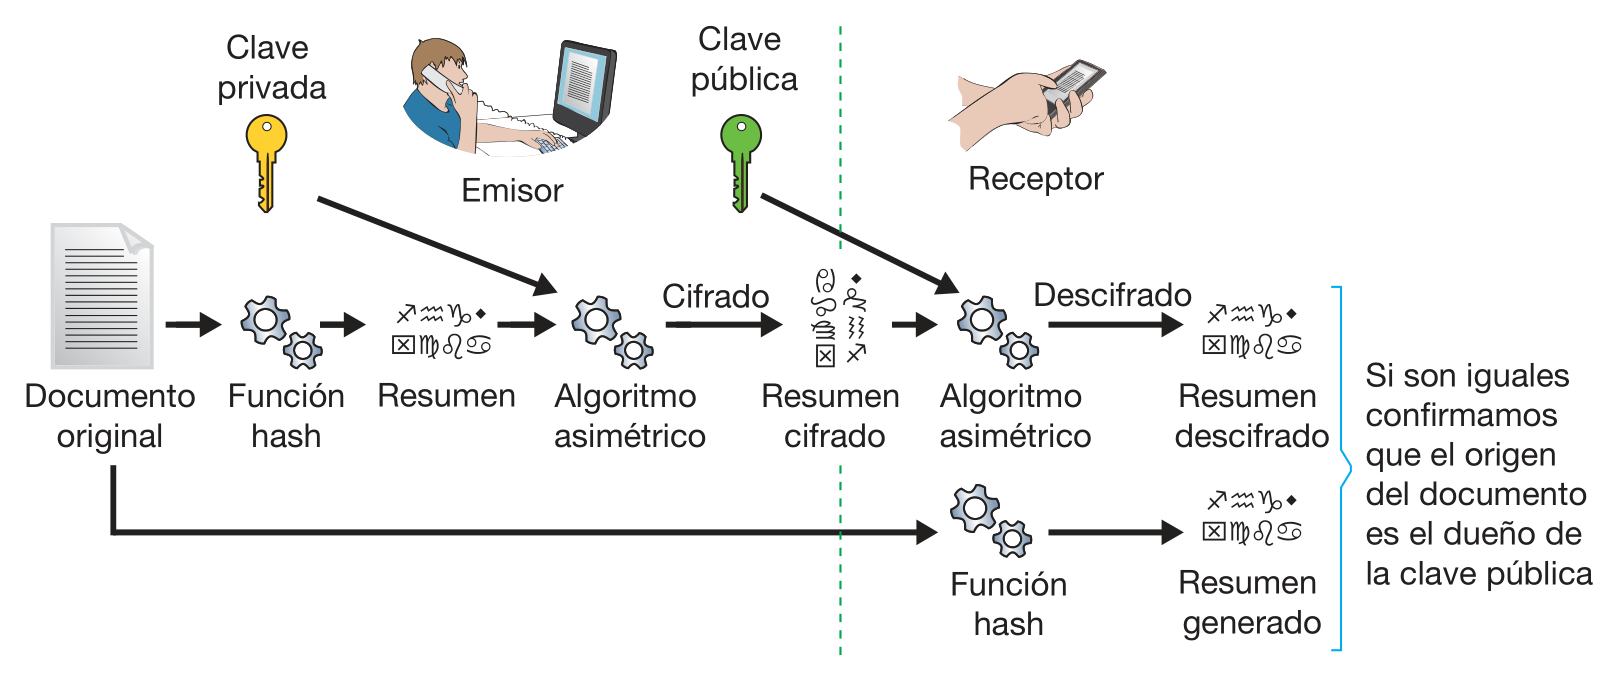 Clave
privada
Emisor
Clave
pública
Receptor
Cifrado
Descifrado
Documento
original
Función
hash
Resumen
Algoritmo
asimétrico
Resumen
cifrado
Algoritmo
asimétrico
Resumen
descifrado
Función
hash
Resumen
generado
Si son iguales
confirmamos
que el origen
del documento
es el dueño de
la clave pública